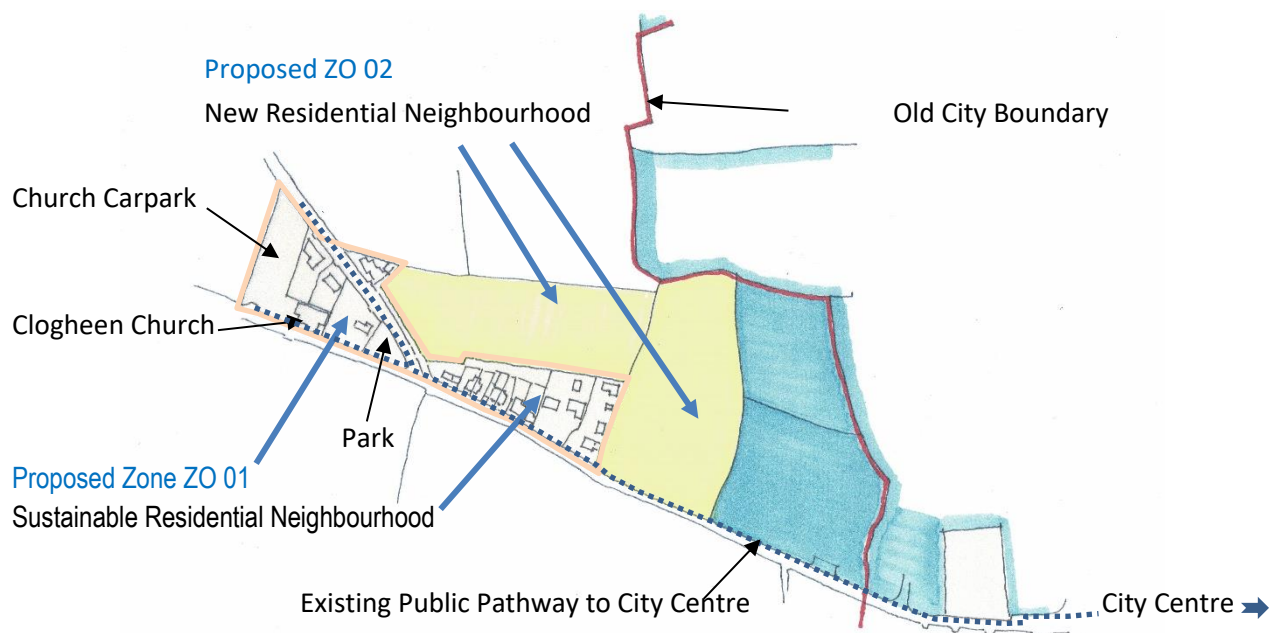 Proposed ZO 02
New Residential Neighbourhood
Old City Boundary
Church Carpark
Clogheen Church
Park
Proposed Zone ZO 01
Sustainable Residential Neighbourhood
Existing Public Pathway to City Centre
City Centre